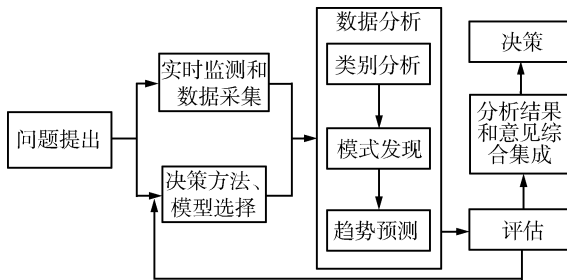 问题提出
实时监测和
数据采集
决策方法、
模型选择
数据分析
类别分析
模式发现
趋势预测
决策
分析结果
和意见综
合集成
评估